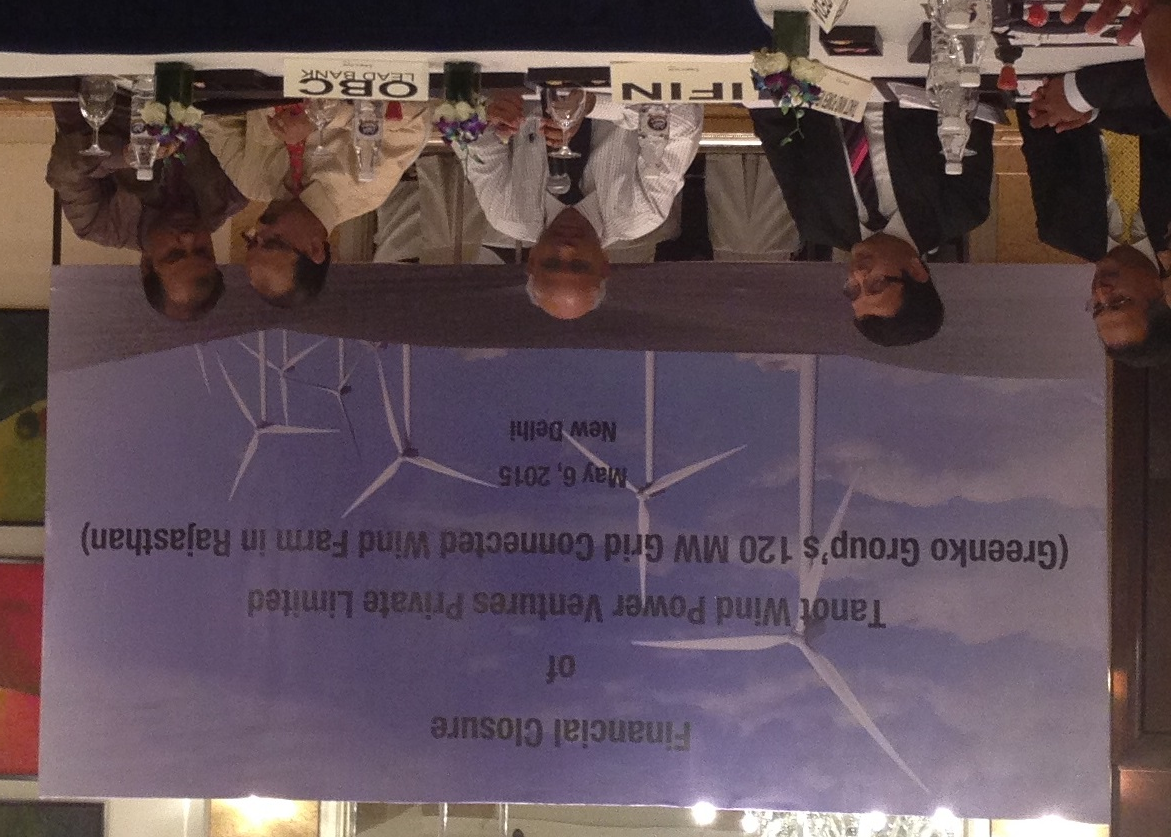 Financial Closure
of
Tanot Wind Power Ventures Private Limited
(Greenko Group's 120 MW Grid Connected Wind Farm in Rajasthan)
May 6, 2015
New Delhi
IFIN
OBC
LEAD BANK